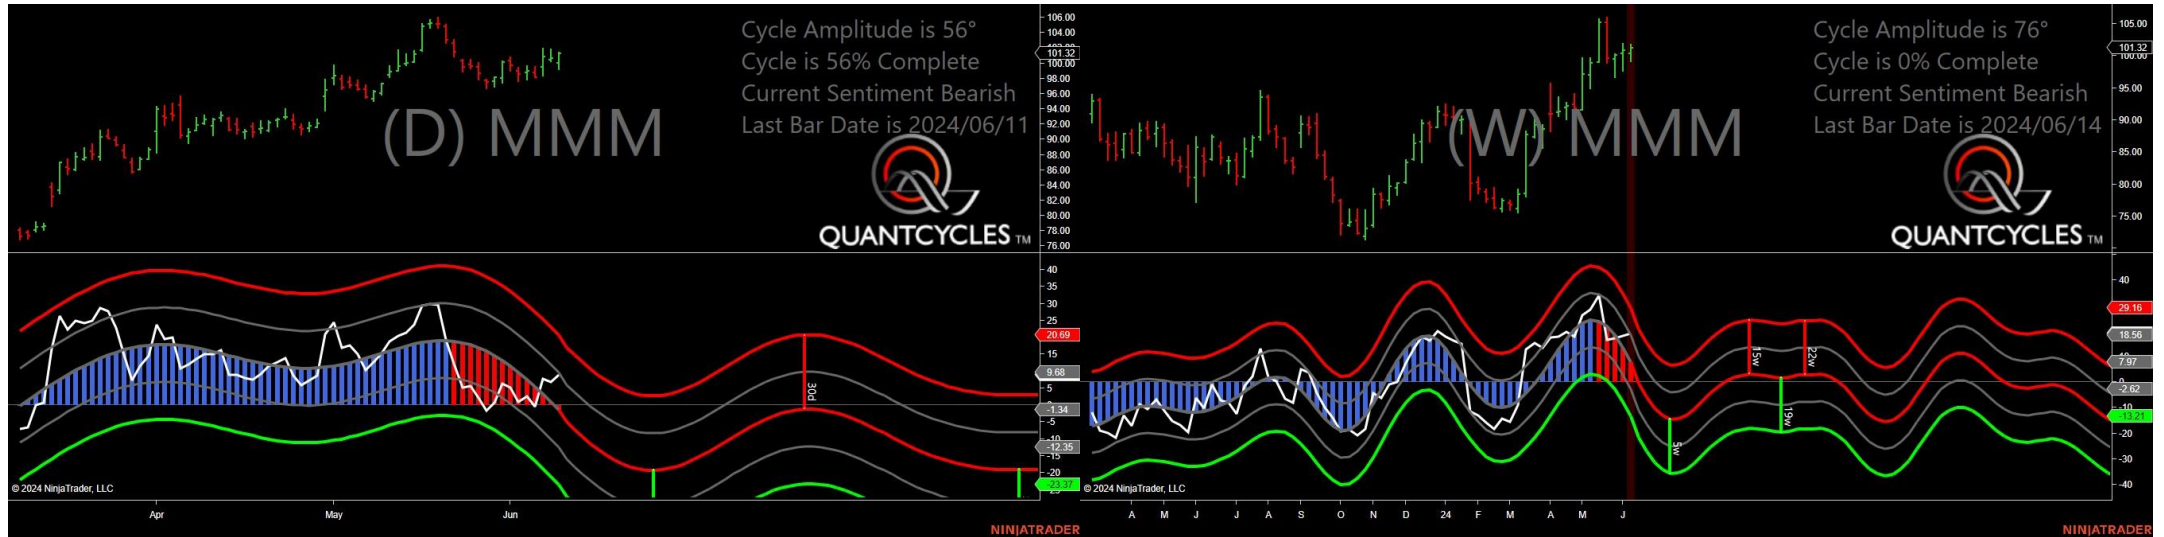 Cycle Amplitude is 56°
Cycle is 56% Complete
Current Sentiment Bearish
Last Bar Date is 2024/06/11
(D) MMM
QUANTCYCLES TM
106.00
104.00
101.32
100.00
98.00
96.00
94.00
92.00
90.00
88.00
86.00
84.00
82.00
80.00
78.00
76.00
40
35
30
25
20.69
15
9.68
5
-1.34
-5
-12.35
-15
-20
-23.37
30d
© 2024 NinjaTrader, LLC
Apr
May
Jun
NINJATRADER
Cycle Amplitude is 76°
Cycle is 0% Complete
Current Sentiment Bearish
Last Bar Date is 2024/06/14
(W) MMM
QUANTCYCLES TM
105.00
101.32
100.00
95.00
90.00
85.00
80.00
75.00
40
29.16
18.56
7.97
-2.62
-10
-13.21
-20
-30
-40
15w
22w
19w
5w
© 2024 NinjaTrader, LLC
A M J J A S O N D 24 F M A M J
NINJATRADER